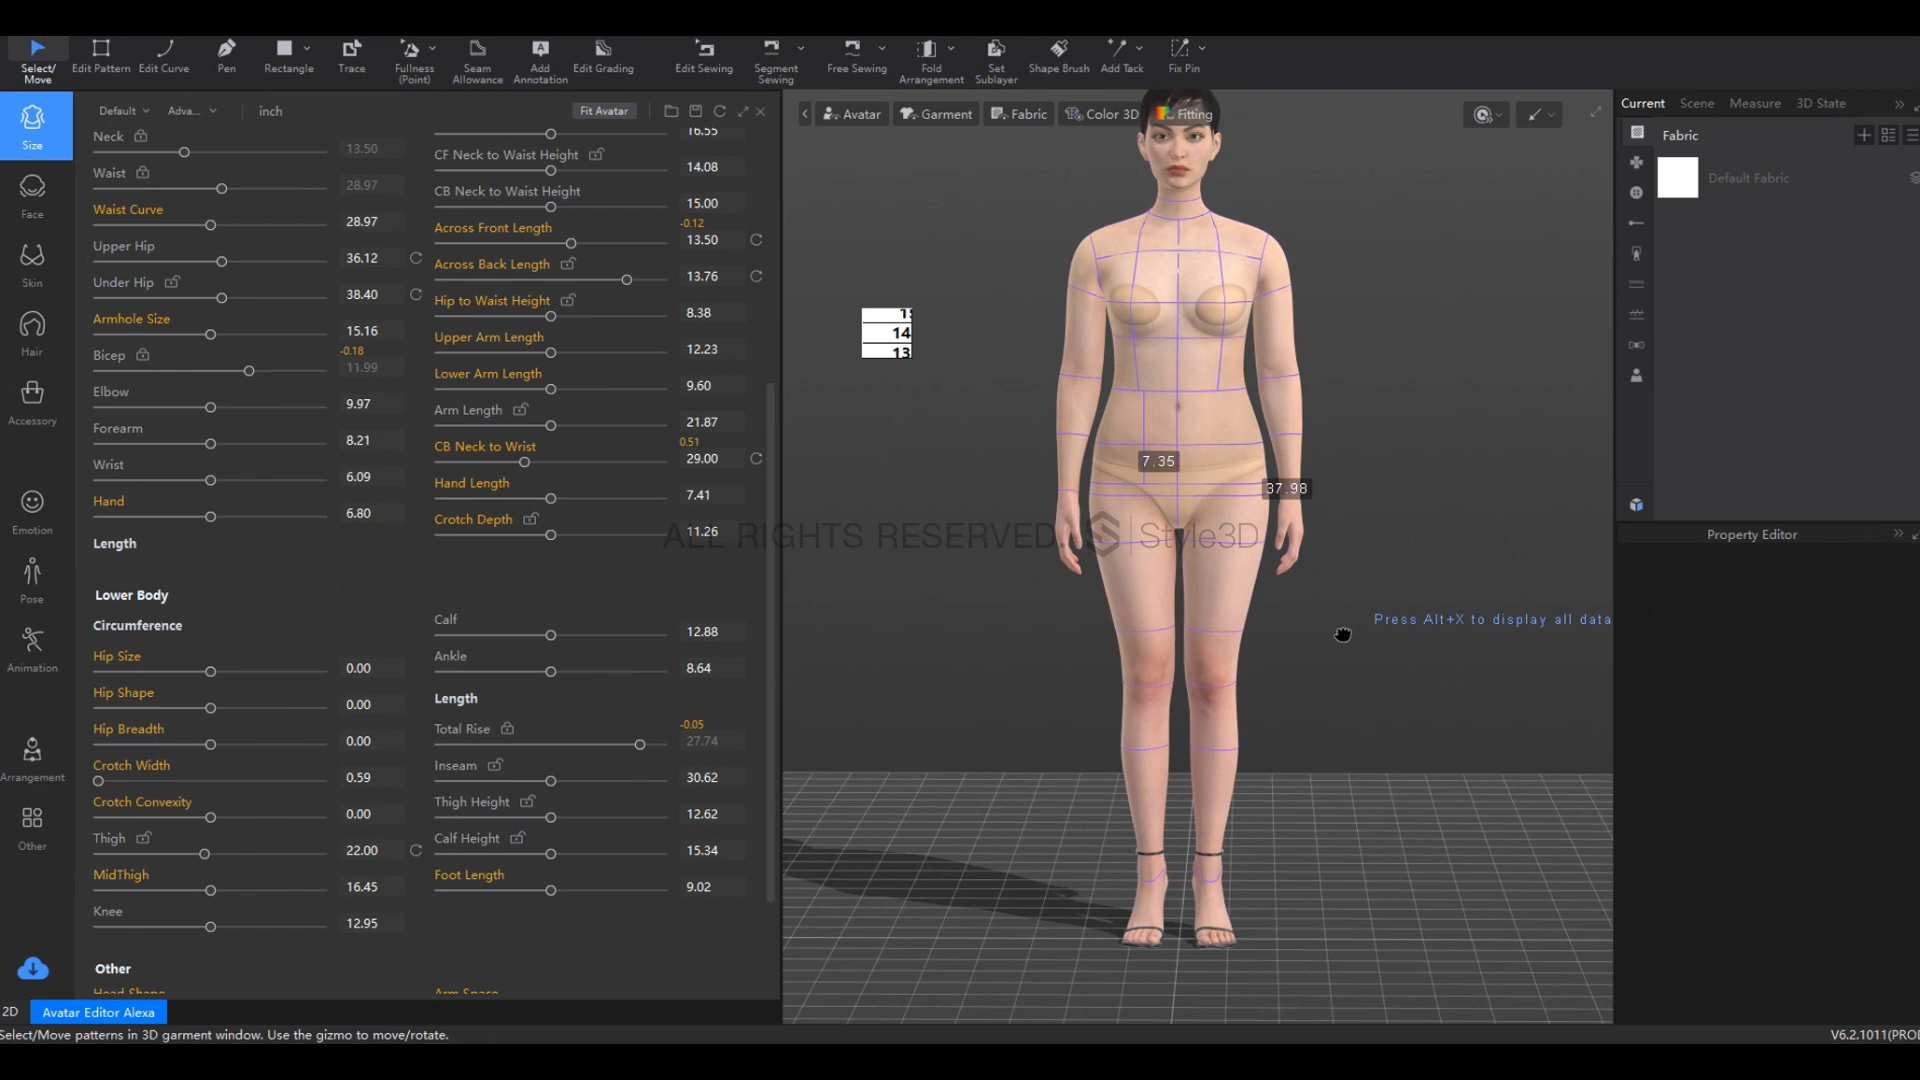 Select/ Move
Edit Pattern
Edit Curve
Pen
Rectangle
Trace
Fullness (Point)
Seam Allowance
Add Annotation
Edit Grading
Edit Sewing
Segment Sewing
Free Sewing
Fold Arrangement
Set Sublayer
Shape Brush
Add Tack
Fix Pin
Default
Adva...
inch
Fit Avatar
Size
Face
Skin
Hair
Accessory
Emotion
Pose
Animation
Arrangement
Other
Neck 13.50
Waist 28.97
Waist Curve 28.97
Upper Hip 36.12
Under Hip 38.40
Armhole Size 15.16
Bicep -0.18 11.99
Elbow 9.97
Forearm 8.21
Wrist 6.09
Hand 6.80
Length
16.55
CF Neck to Waist Height 14.08
CB Neck to Waist Height 15.00
Across Front Length -0.12 13.50
Across Back Length 13.76
Hip to Waist Height 8.38
Upper Arm Length 12.23
Lower Arm Length 9.60
Arm Length 21.87
CB Neck to Wrist 0.51 29.00
Hand Length 7.41
Crotch Depth 11.26
Lower Body
Circumference
Hip Size 0.00
Hip Shape 0.00
Hip Breadth 0.00
Crotch Width 0.59
Crotch Convexity 0.00
Thigh 22.00
MidThigh 16.45
Knee 12.95
Calf 12.88
Ankle 8.64
Length
Total Rise -0.05 27.74
Inseam 30.62
Thigh Height 12.62
Calf Height 15.34
Foot Length 9.02
Other
Head Shape
Arm Space
2D
Avatar Editor Alexa
Select/Move patterns in 3D garment window. Use the gizmo to move/rotate.
Avatar
Garment
Fabric
Color 3D
Fitting
14
13
7.35
37.98
ALL RIGHTS RESERVED. Style3D
Press Alt+X to display all data
Current
Scene
Measure
3D State
Fabric
Default Fabric
Property Editor
V6.2.1011(PROD